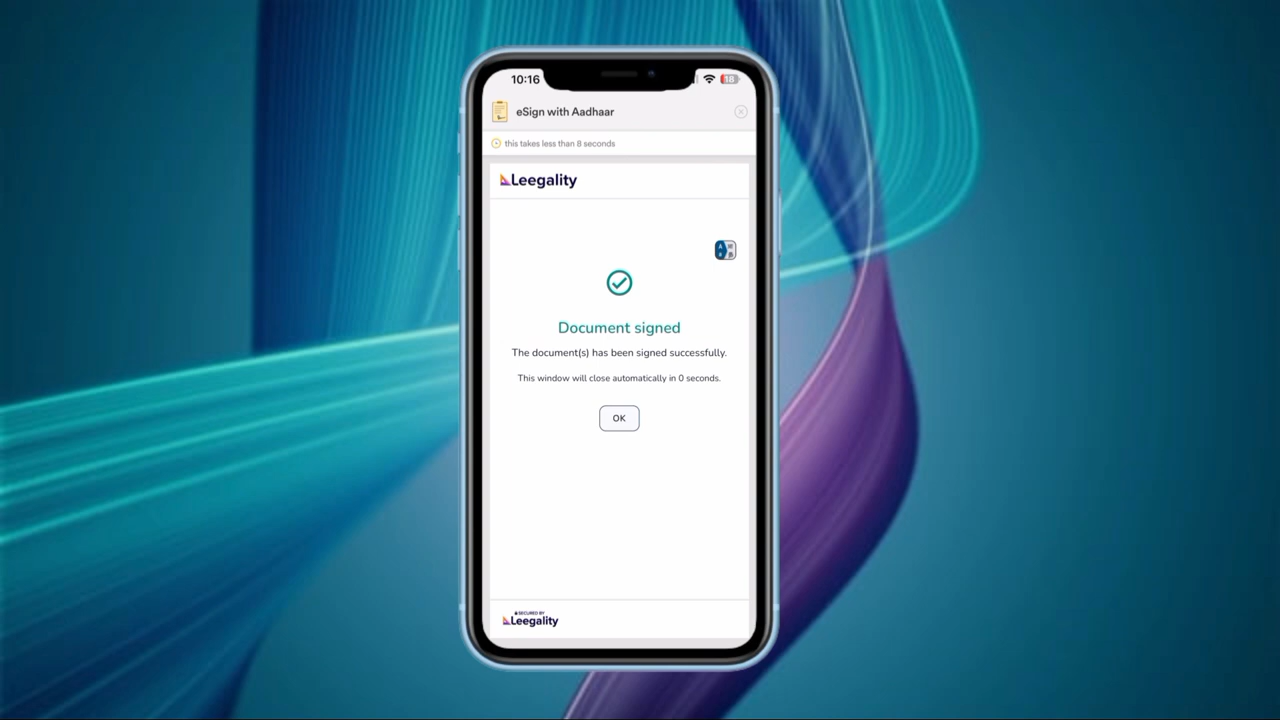 10:16
18
eSign with Aadhaar
this takes less than 8 seconds
Leegality
Document signed
The document(s) has been signed successfully.
This window will close automatically in 0 seconds.
OK
SECURED BY
Leegality